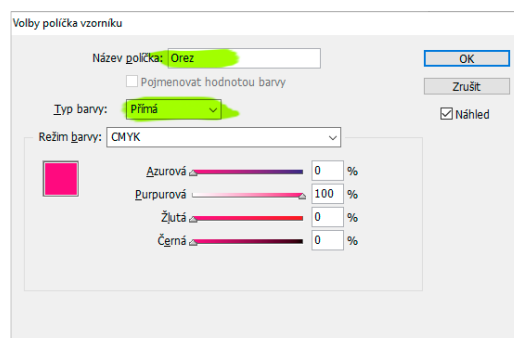 Volby políčka vzorníku
Název políčka: Orez
OK
Pojmenovat hodnotou barvy
Zrušit
Typ barvy: Přímá
Náhled
Režim barvy: CMYK
Azurová 0 %
Purpurová 100 %
Žlutá 0 %
Černá 0 %